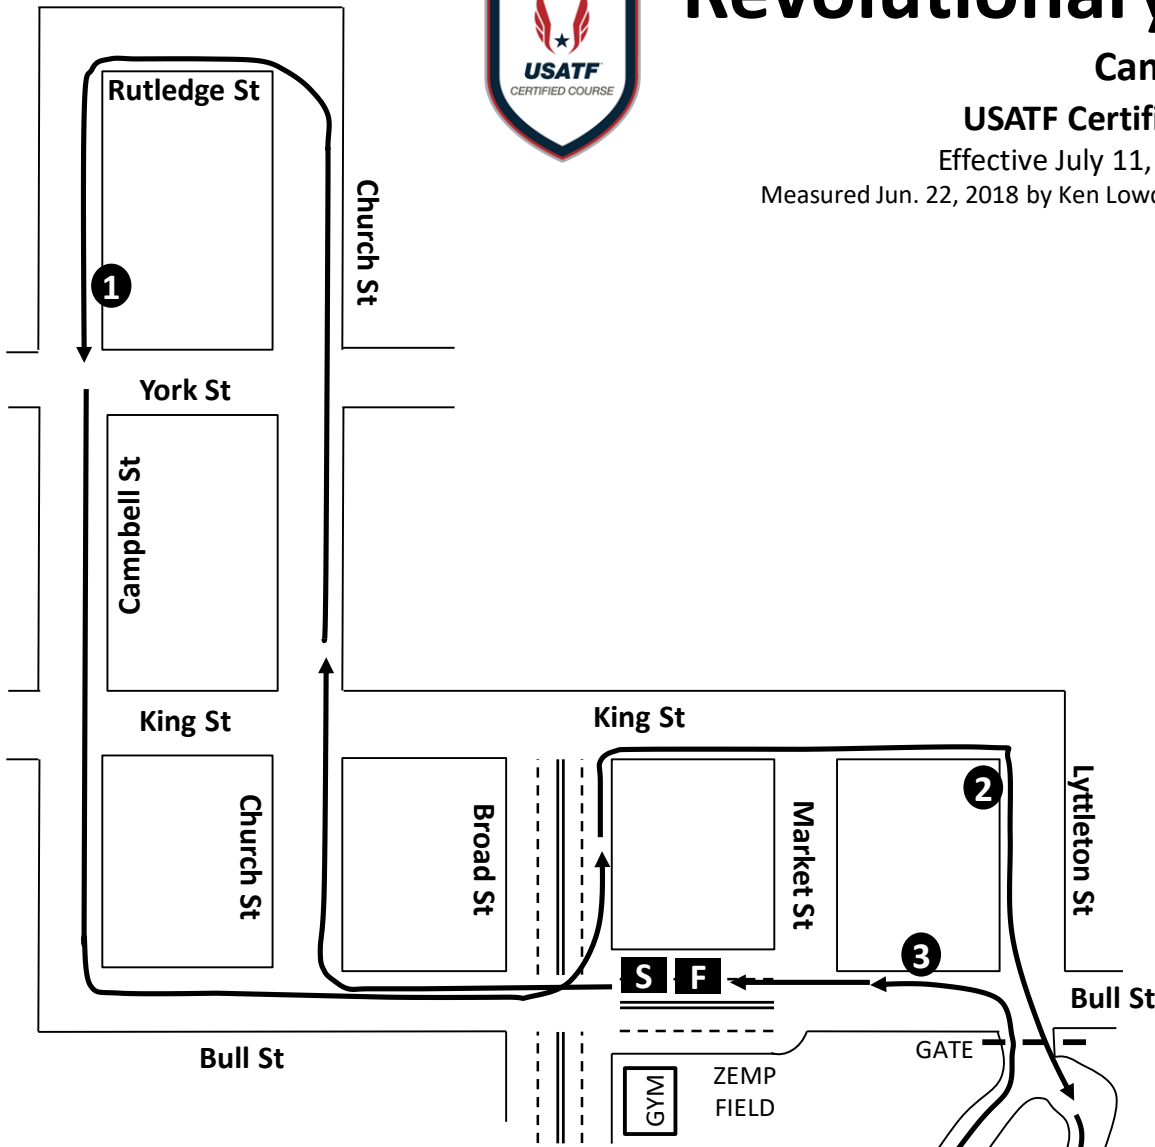 Revolutionary
USATF
CERTIFIED COURSE
Cam
USATF Certifi
Effective July 11,
Measured Jun. 22, 2018 by Ken Lowd
Rutledge St
Church St
1
York St
Campbell St
King St
King St
2
Church St
Broad St
Market St
Lyttleton St
3
S F
Bull St
Bull St
GATE
GYM
ZEMP
FIELD